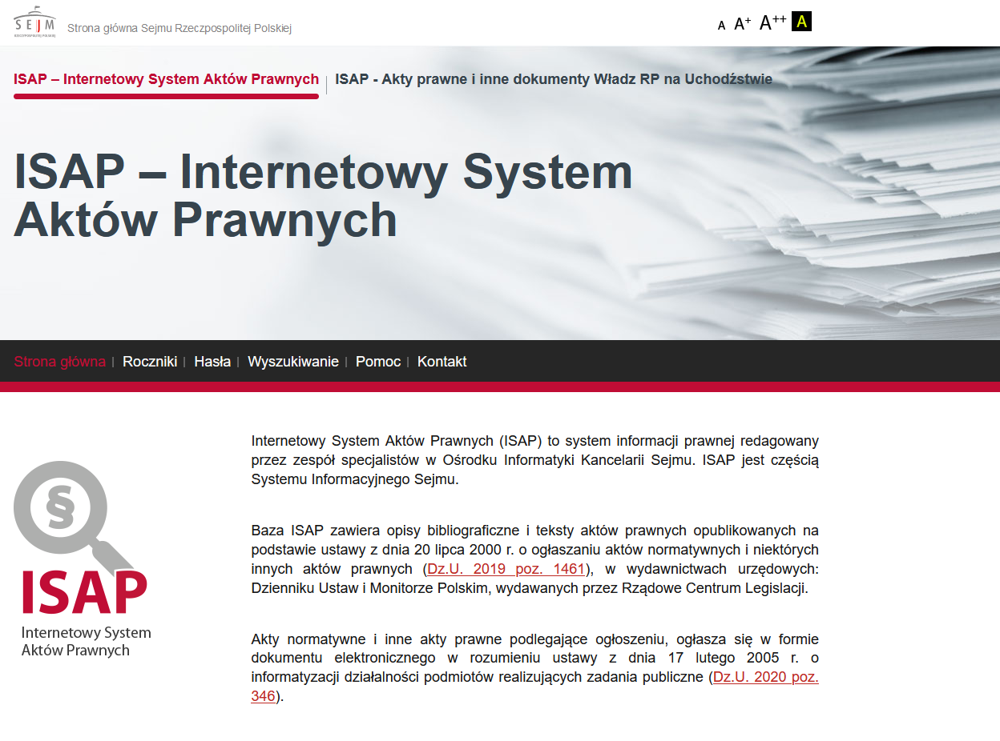 SEJM
RZECZYPOSPOLITEJ POLSKIEJ
Strona główna Sejmu Rzeczpospolitej Polskiej
A A+ A++ A
ISAP – Internetowy System Aktów Prawnych
ISAP - Akty prawne i inne dokumenty Władz RP na Uchodźstwie
ISAP – Internetowy System
Aktów Prawnych
Strona główna | Roczniki | Hasła | Wyszukiwanie | Pomoc | Kontakt
§
ISAP
Internetowy System
Aktów Prawnych
Internetowy System Aktów Prawnych (ISAP) to system informacji prawnej redagowany
przez zespół specjalistów w Ośrodku Informatyki Kancelarii Sejmu. ISAP jest częścią
Systemu Informacyjnego Sejmu.
Baza ISAP zawiera opisy bibliograficzne i teksty aktów prawnych opublikowanych na
podstawie ustawy z dnia 20 lipca 2000 r. o ogłaszaniu aktów normatywnych i niektórych
innych aktów prawnych (Dz.U. 2019 poz. 1461), w wydawnictwach urzędowych:
Dzienniku Ustaw i Monitorze Polskim, wydawanych przez Rządowe Centrum Legislacji.
Akty normatywne i inne akty prawne podlegające ogłoszeniu, ogłasza się w formie
dokumentu elektronicznego w rozumieniu ustawy z dnia 17 lutego 2005 r. o
informatyzacji działalności podmiotów realizujących zadania publiczne (Dz.U. 2020 poz.
346).